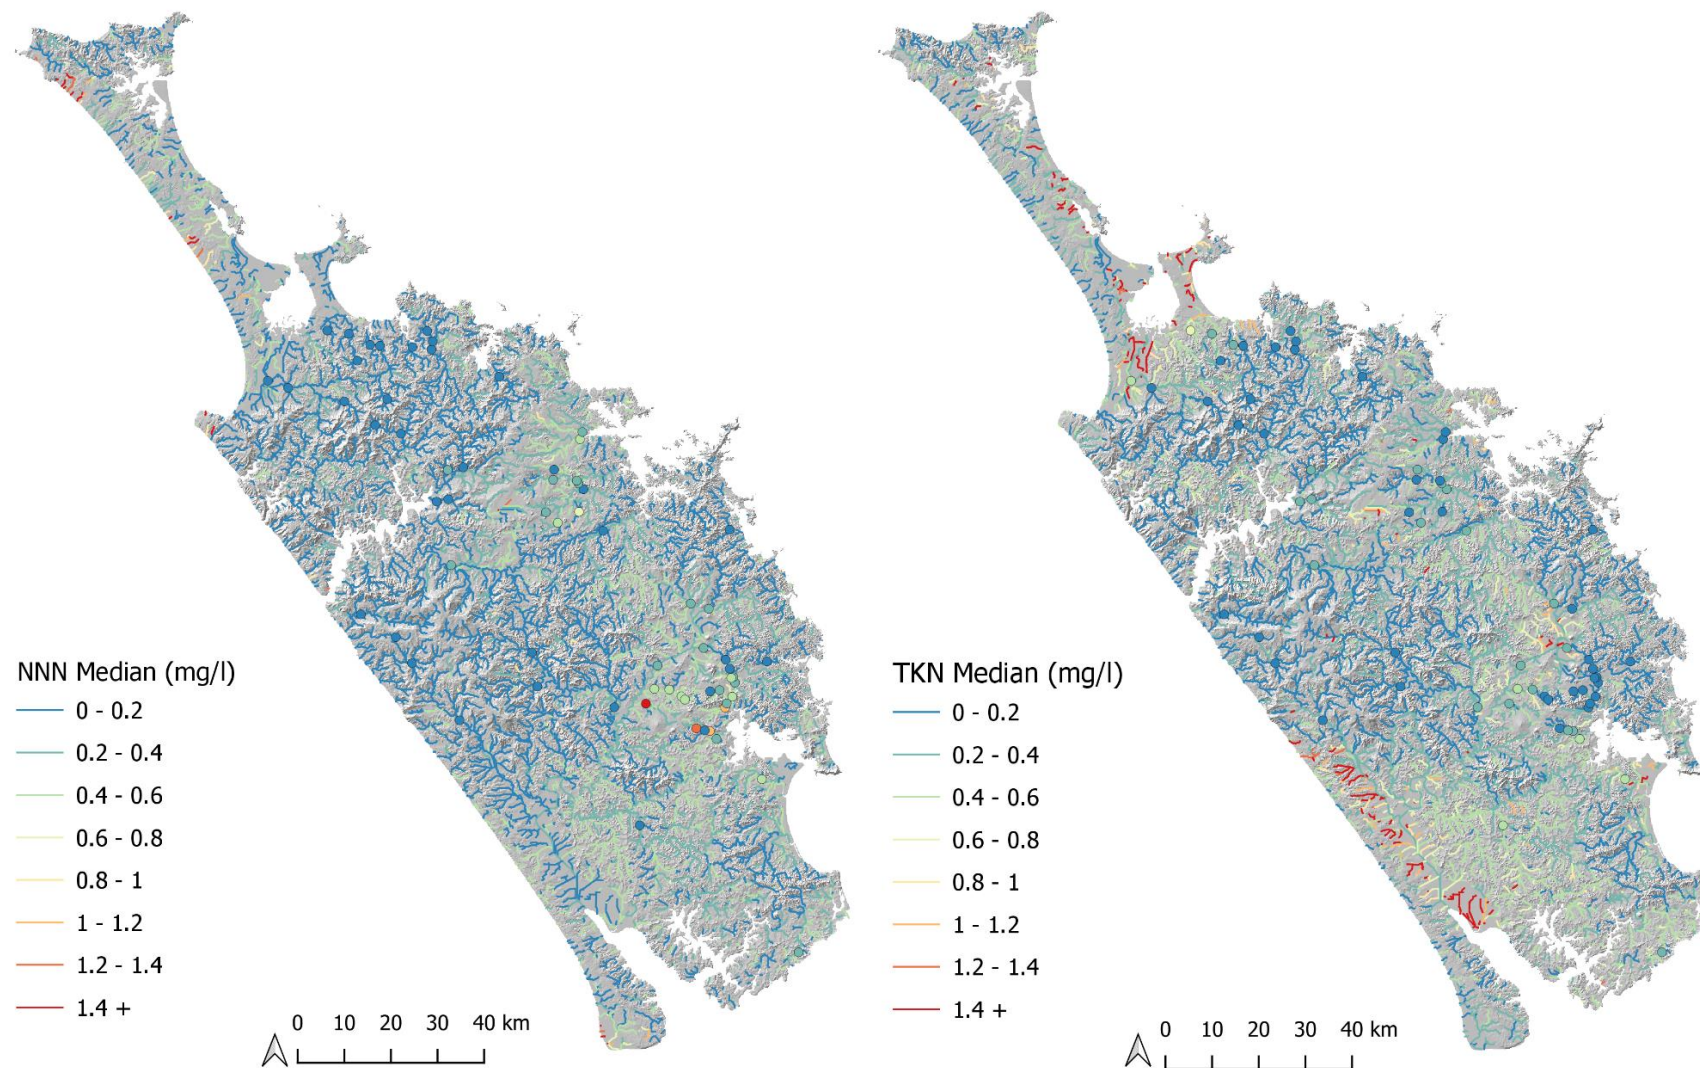 NNN Median (mg/l)
0 - 0.2
0.2 - 0.4
0.4 - 0.6
0.6 - 0.8
0.8 - 1
1 - 1.2
1.2 - 1.4
1.4 +
0 10 20 30 40 km
TKN Median (mg/l)
0 - 0.2
0.2 - 0.4
0.4 - 0.6
0.6 - 0.8
0.8 - 1
1 - 1.2
1.2 - 1.4
1.4 +
0 10 20 30 40 km